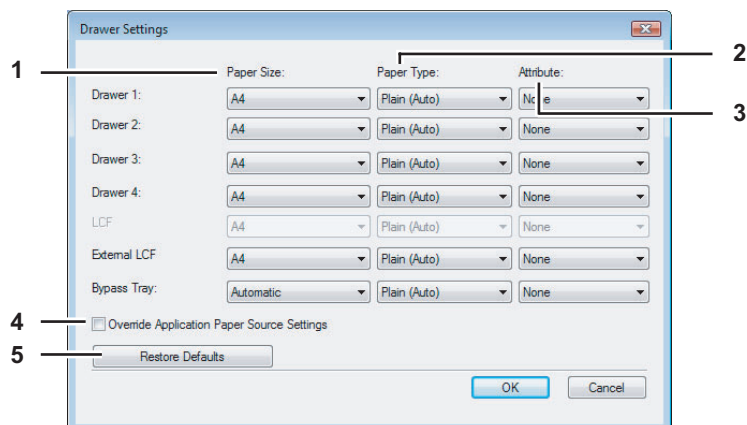 Drawer Settings
1 Paper Size: Paper Type: 2 Attribute: 3
Drawer 1: A4 Plain (Auto) None
Drawer 2: A4 Plain (Auto) None
Drawer 3: A4 Plain (Auto) None
Drawer 4: A4 Plain (Auto) None
LCF A4 Plain (Auto) None
External LCF A4 Plain (Auto) None
Bypass Tray: Automatic Plain (Auto) None
4 Override Application Paper Source Settings
5 Restore Defaults
OK Cancel